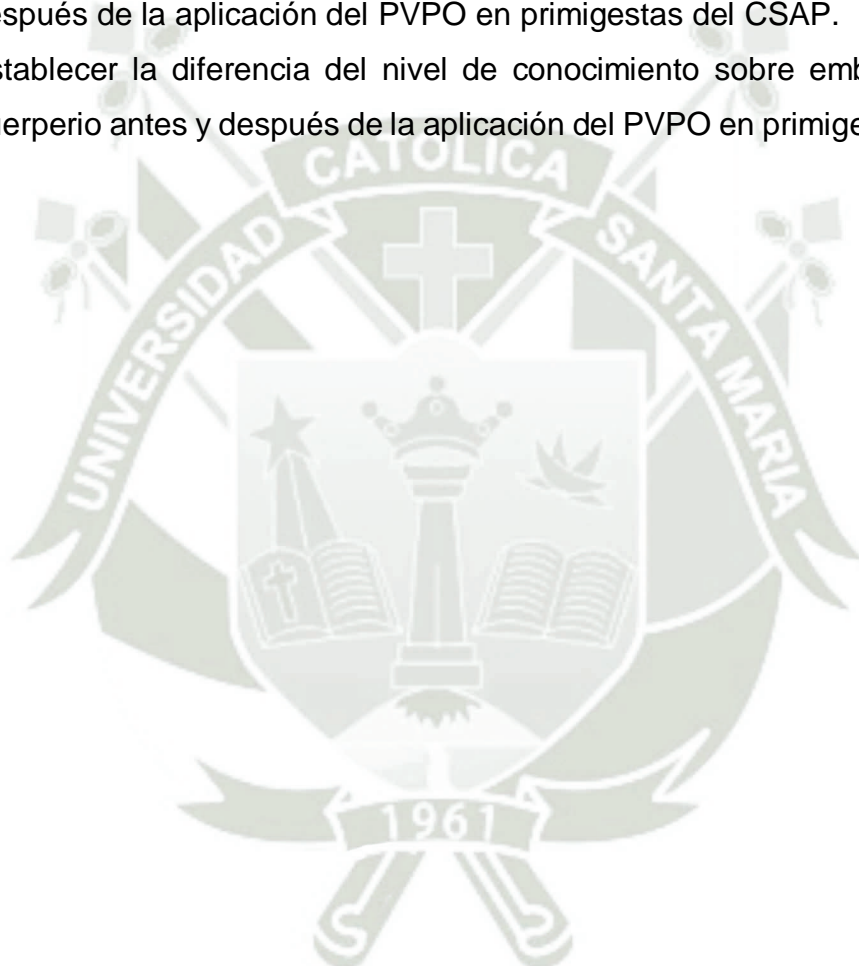 espués de la aplicación del PVPO en primigestas del CSAP.
stablecer la diferencia del nivel de conocimiento sobre emb
uerperio antes y después de la aplicación del PVPO en primige
CATOLICA
UNIVERSIDAD
SANTA MARIA
1961